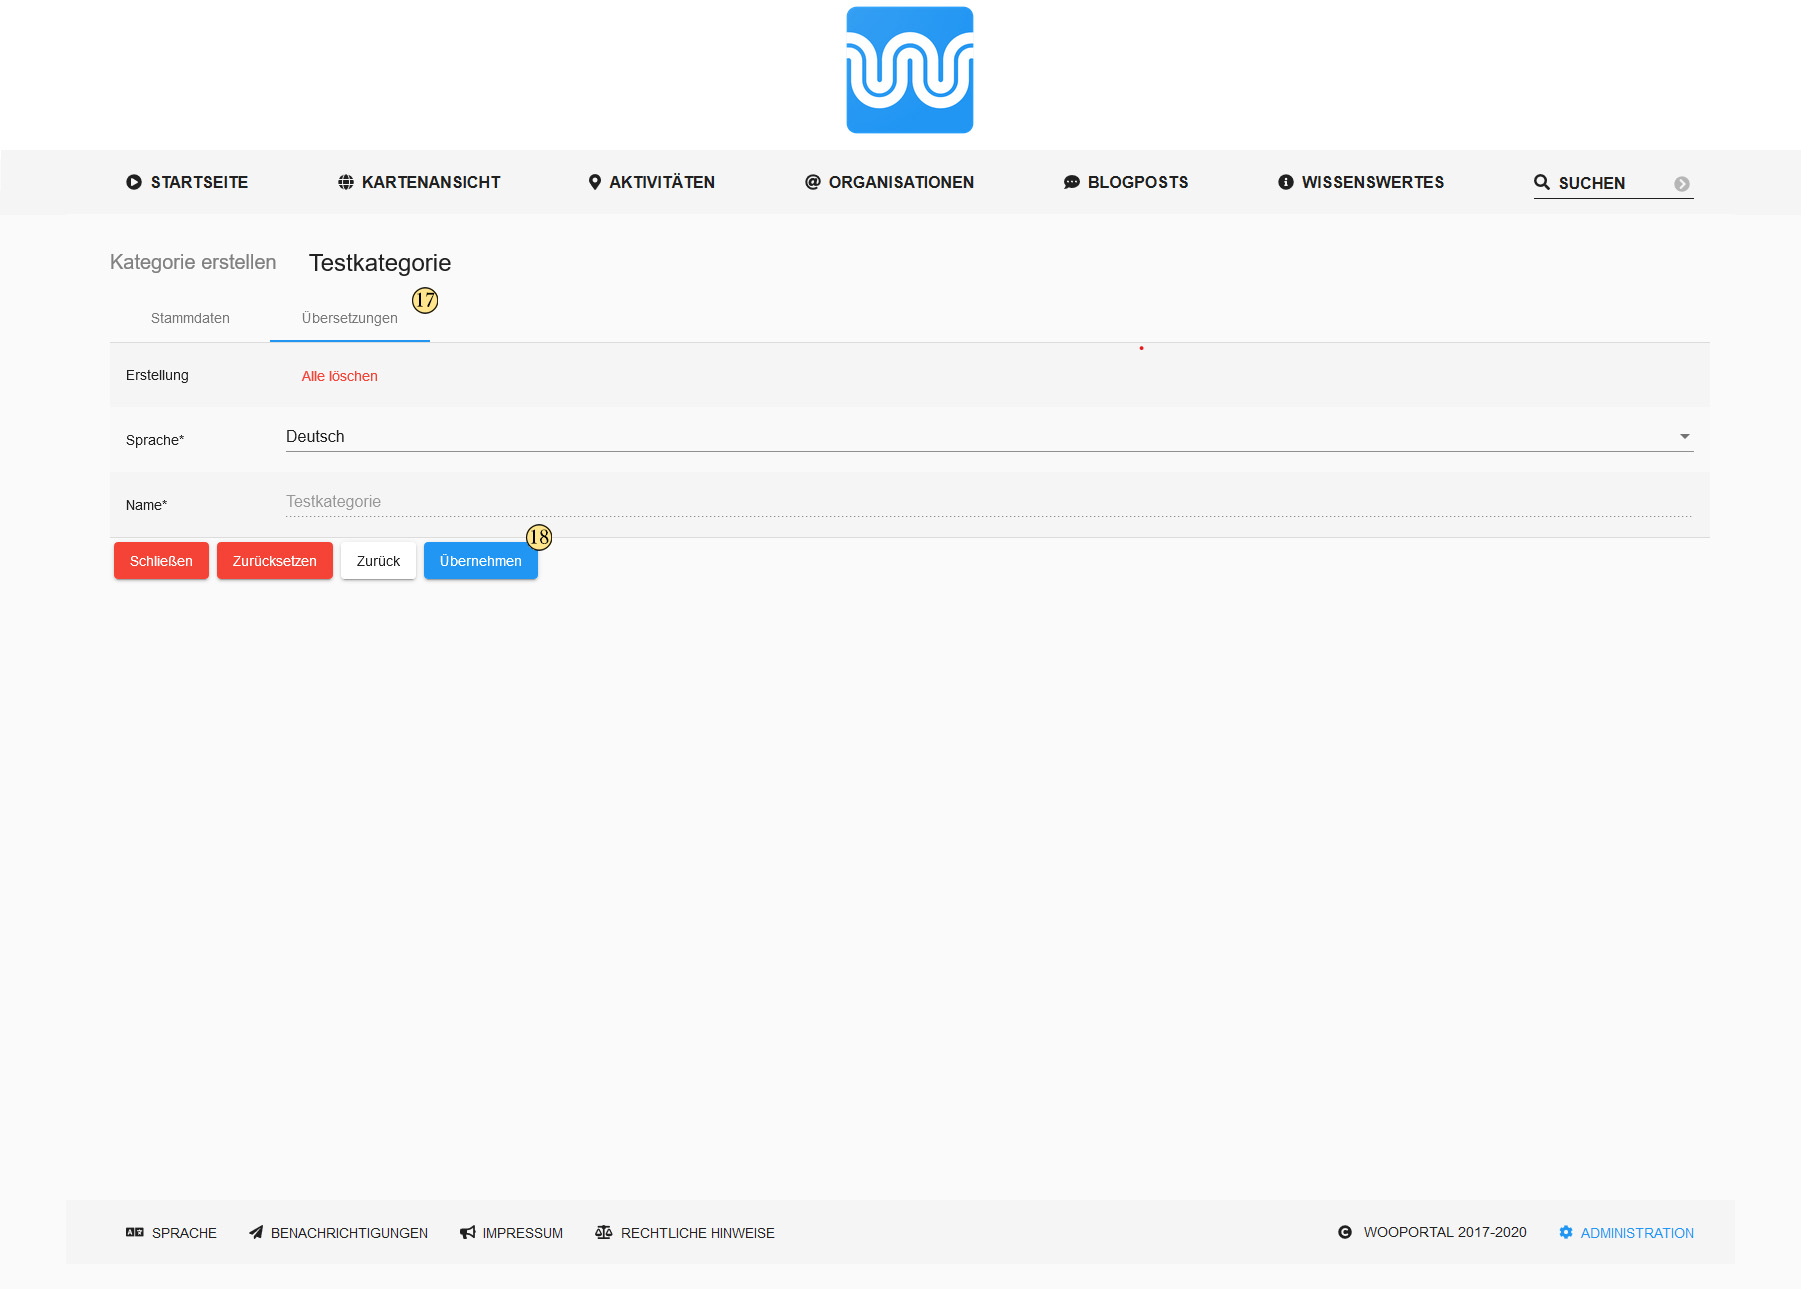 STARTSEITE KARTENANSICHT AKTIVITÄTEN ORGANISATIONEN BLOGPOSTS WISSENSWERTES SUCHEN
Kategorie erstellen Testkategorie
17
Stammdaten Übersetzungen
Erstellung Alle löschen
Sprache* Deutsch
Name* Testkategorie
18
Schließen Zurücksetzen Zurück Übernehmen
SPRACHE BENACHRICHTIGUNGEN IMPRESSUM RECHTLICHE HINWEISE WOOPORTAL 2017-2020 ADMINISTRATION